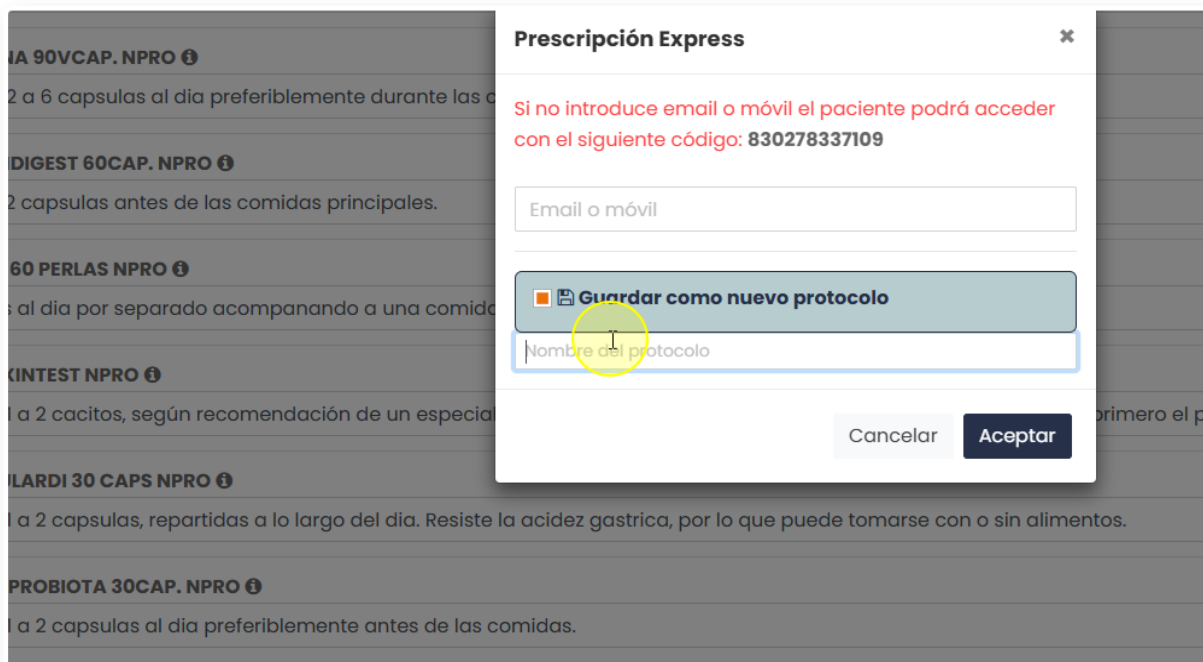 Prescripción Express ✖
NA 90VCAP. NPRO
2 a 6 capsulas al dia preferiblemente durante las c
Si no introduce email o móvil el paciente podrá acceder
con el siguiente código: 830278337109
DIGEST 60CAP. NPRO
2 capsulas antes de las comidas principales.
Email o móvil
60 PERLAS NPRO
al dia por separado acompanando a una comida
Guardar como nuevo protocolo
Nombre del protocolo
KINTEST NPRO
1 a 2 cacitos, según recomendación de un especial
primero el p
Cancelar
Aceptar
LARDI 30 CAPS NPRO
1 a 2 capsulas, repartidas a lo largo del dia. Resiste la acidez gastrica, por lo que puede tomarse con o sin alimentos.
PROBIOTA 30CAP. NPRO
1 a 2 capsulas al dia preferiblemente antes de las comidas.